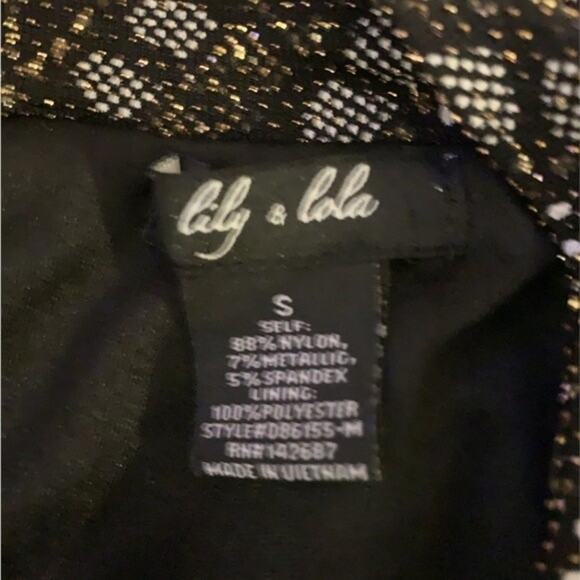 lily & lola
S
SELF:
88% NYLON,
7% METALLIC,
5% SPANDEX
LINING:
100% POLYESTER
STYLE#D86155-M
RN#142687
MADE IN VIETNAM